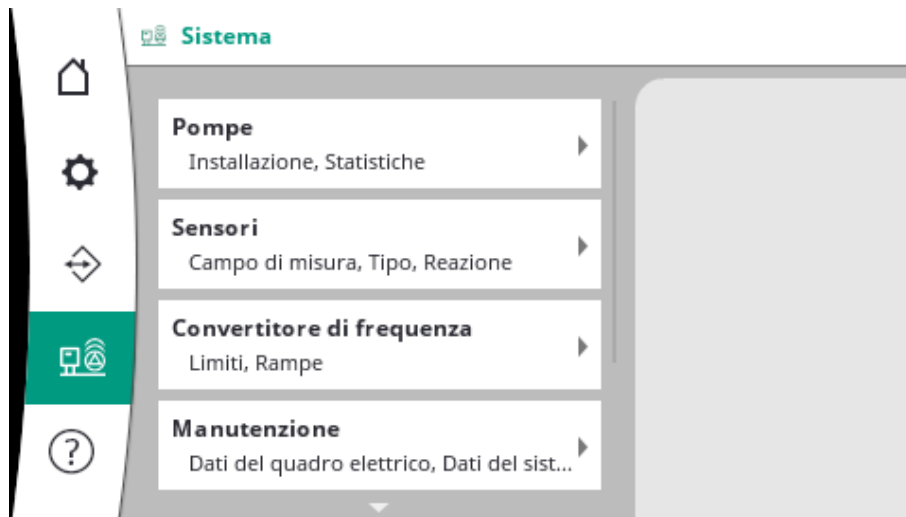 Sistema
Pompe
Installazione, Statistiche
Sensori
Campo di misura, Tipo, Reazione
Convertitore di frequenza
Limiti, Rampe
Manutenzione
Dati del quadro elettrico, Dati del sist...
?